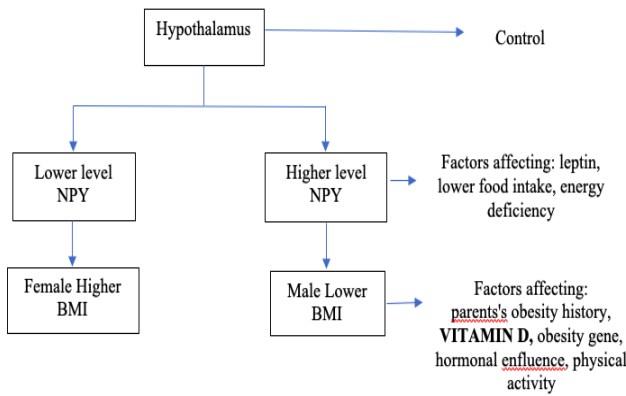 Hypothalamus
Control
Lower level
NPY
Higher level
NPY
Factors affecting: leptin,
lower food intake, energy
deficiency
Female Higher
BMI
Male Lower
BMI
Factors affecting:
parents's obesity history,
VITAMIN D, obesity gene,
hormonal enfluence, physical
activity